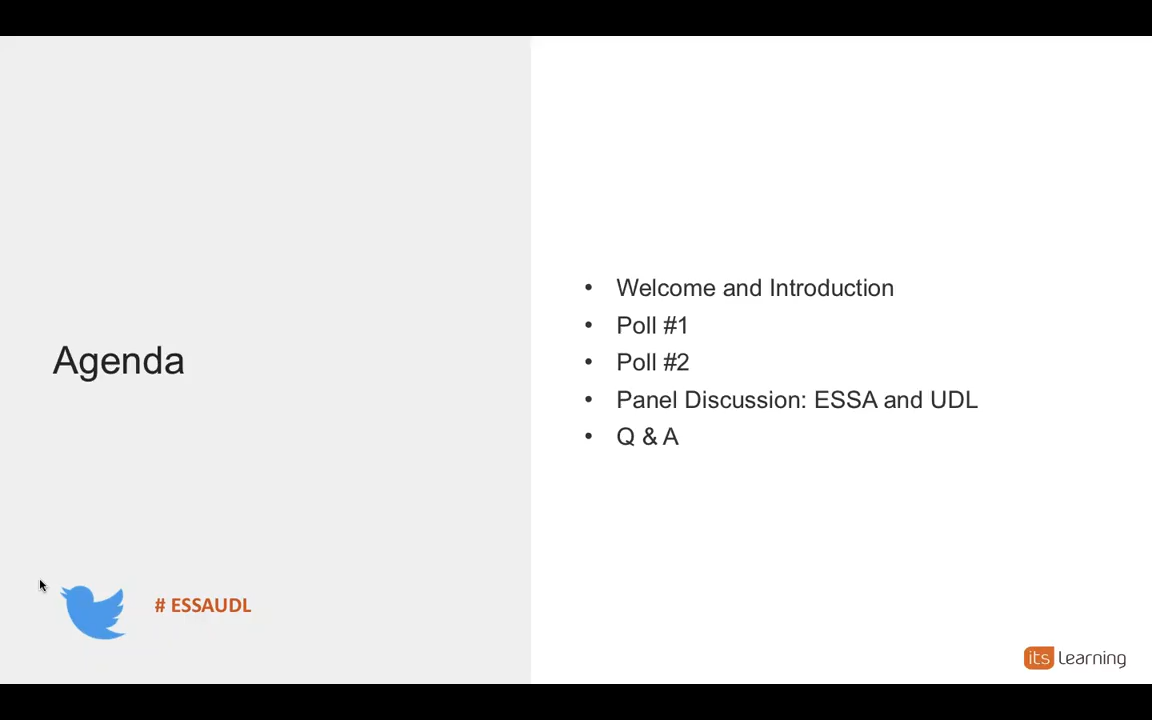 Agenda
• Welcome and Introduction
• Poll #1
• Poll #2
• Panel Discussion: ESSA and UDL
• Q & A
# ESSAUDL
its Learning